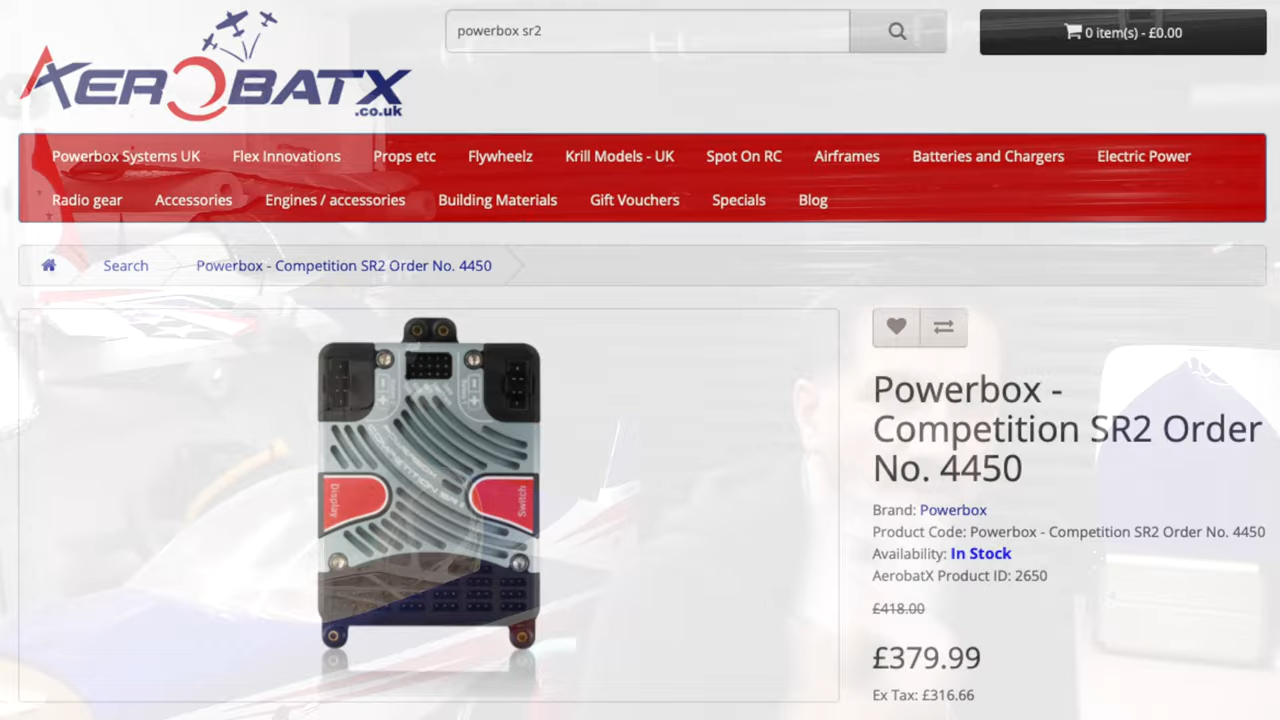 powerbox sr2
0 item(s) - £0.00
AEROBATX
.co.uk
Powerbox Systems UK Flex Innovations Props etc Flywheelz Krill Models - UK Spot On RC Airframes Batteries and Chargers Electric Power
Radio gear Accessories Engines / accessories Building Materials Gift Vouchers Specials Blog
Search Powerbox - Competition SR2 Order No. 4450
Powerbox -
Competition SR2 Order
No. 4450
Display
Switch
POWERBOX
COMPETITION SR2
Brand: Powerbox
Product Code: Powerbox - Competition SR2 Order No. 4450
Availability: In Stock
AerobatX Product ID: 2650
£418.00
£379.99
Ex Tax: £316.66